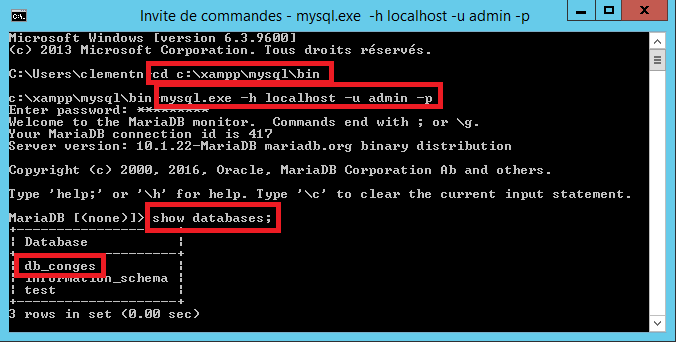 Invite de commandes - mysql.exe -h localhost -u admin -p
Microsoft Windows [version 6.3.9600]
(c) 2013 Microsoft Corporation. Tous droits réservés.
C:\Users\clementn>cd c:\xampp\mysql\bin
c:\xampp\mysql\bin>mysql.exe -h localhost -u admin -p
Enter password: *********
Welcome to the MariaDB monitor.  Commands end with ; or \g.
Your MariaDB connection id is 417
Server version: 10.1.22-MariaDB mariadb.org binary distribution
Copyright (c) 2000, 2016, Oracle, MariaDB Corporation Ab and others.
Type 'help;' or '\h' for help. Type '\c' to clear the current input statement.
MariaDB [(none)]> show databases;
+--------------------+
| Database           |
+--------------------+
| db_conges          |
| information_schema |
| test               |
+--------------------+
3 rows in set (0.00 sec)